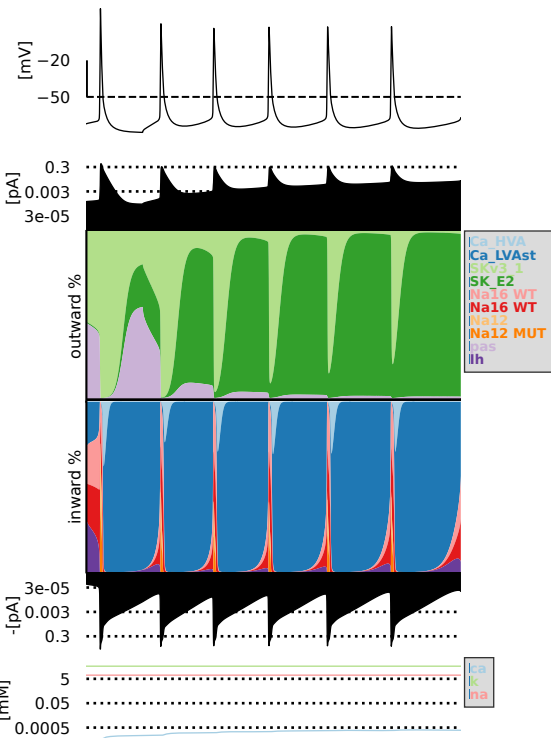 [mV]
−20
−50
[pA]
0.3
0.003
3e-05
outward %
Ca_HVA
Ca_LVAst
SKv3_1
SK_E2
Na16 WT
Na16 WT
Na12
Na12 MUT
pas
Ih
inward %
-[pA]
3e-05
0.003
0.3
[mM]
5
0.05
0.0005
ca
k
na